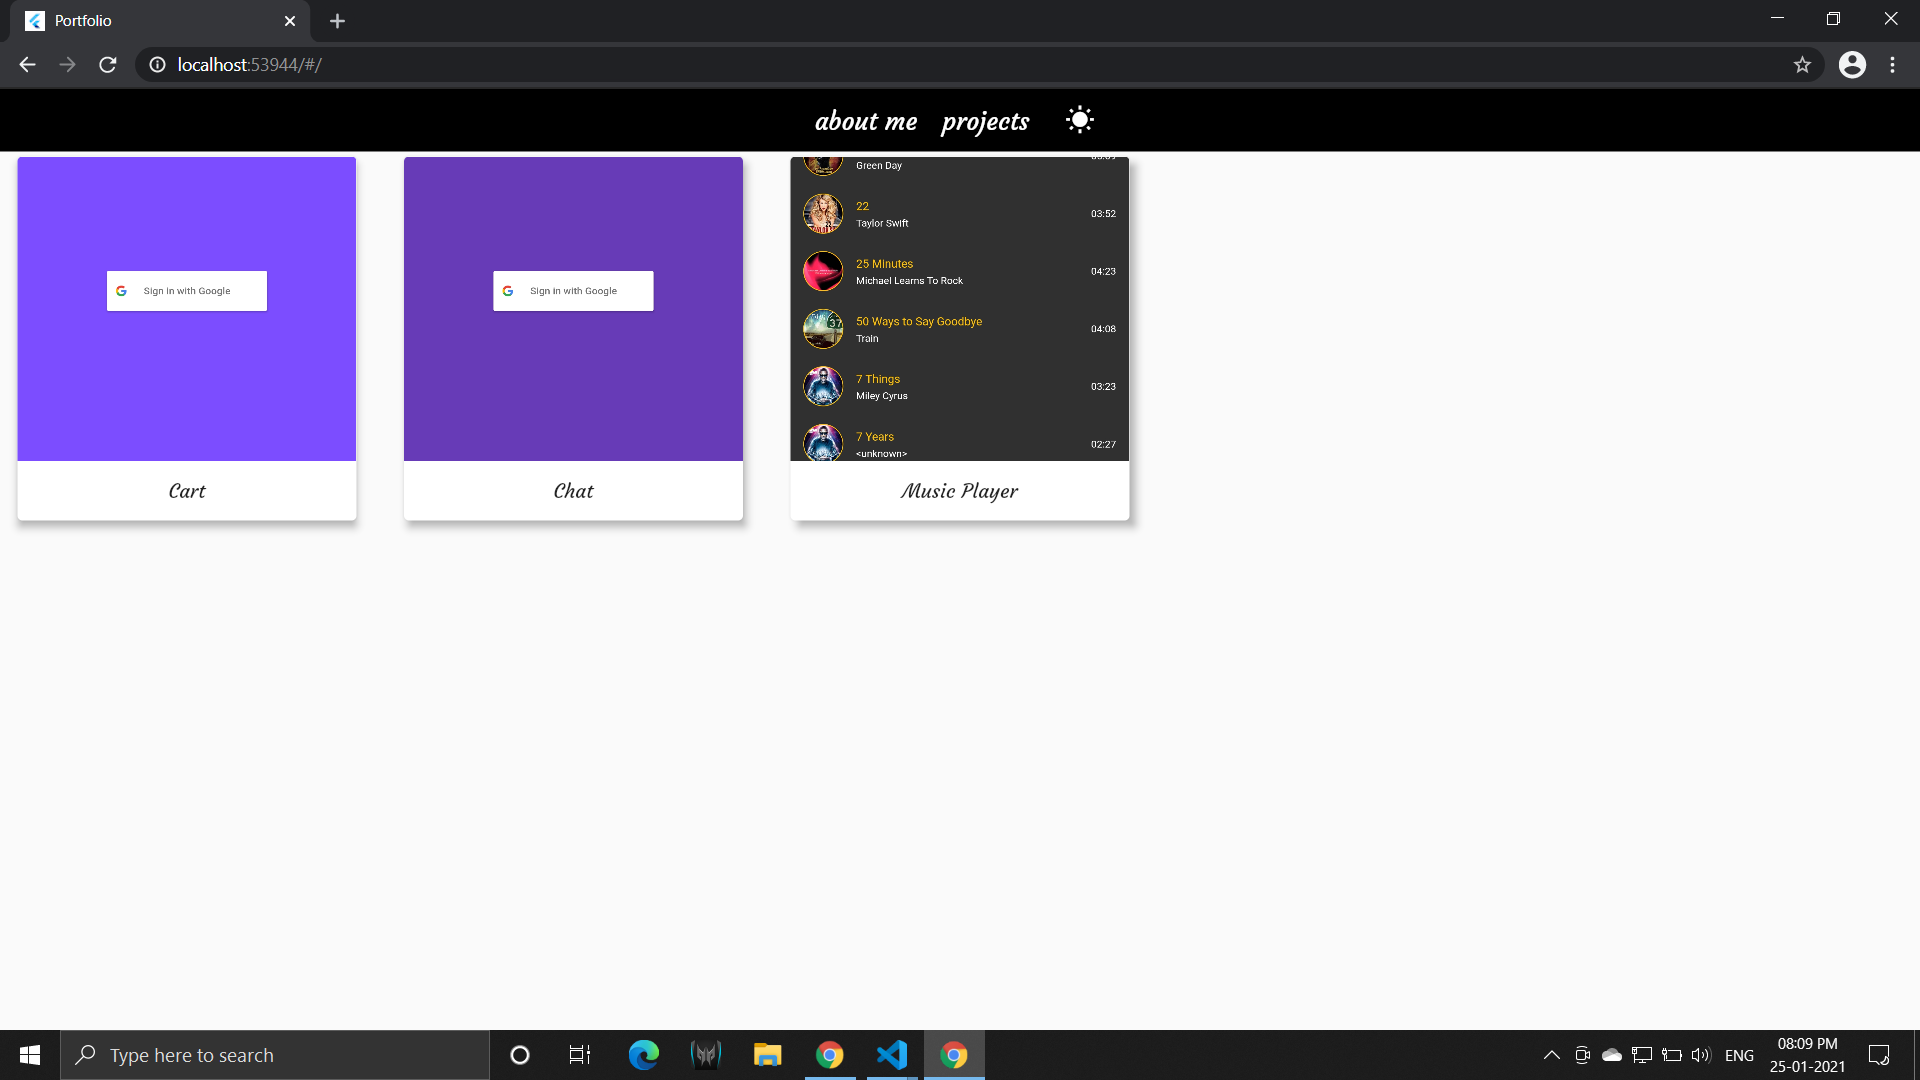 Portfolio
localhost:53944/#/
about me projects
Sign in with Google
Cart
Sign in with Google
Chat
Green Day
22
Taylor Swift
03:52
25 Minutes
Michael Learns To Rock
04:23
50 Ways to Say Goodbye
Train
04:08
7 Things
Miley Cyrus
03:23
7 Years
<unknown>
02:27
Music Player
Type here to search
ENG
08:09 PM
25-01-2021